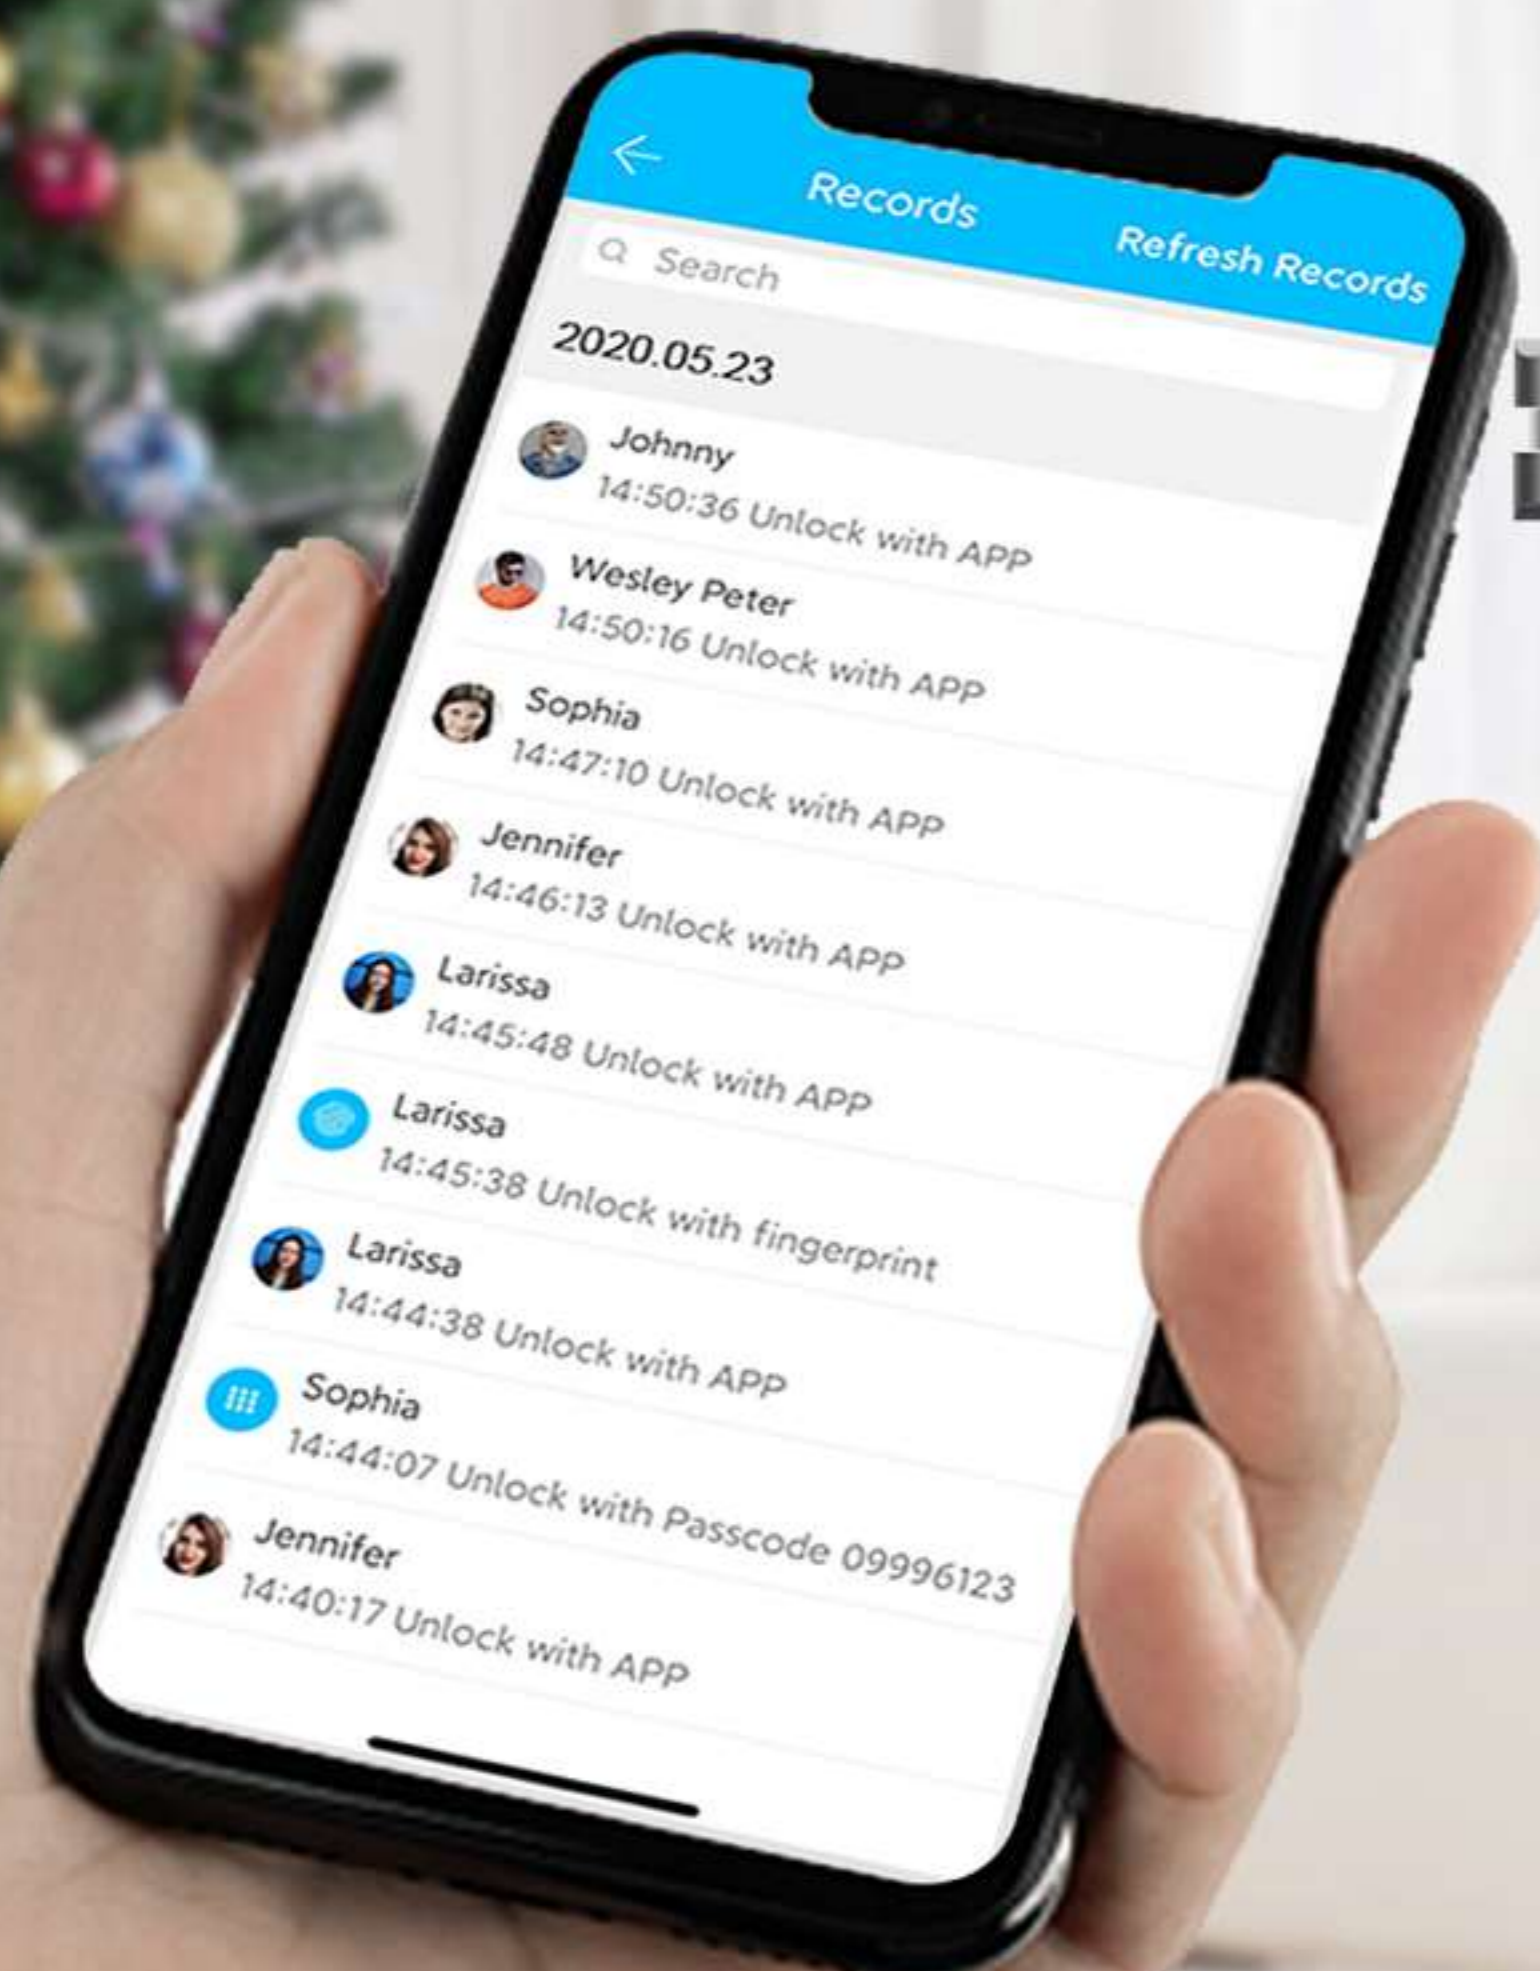 Records
Refresh Records
Search
2020.05.23
Johnny
14:50:36 Unlock with APP
Wesley Peter
14:50:16 Unlock with APP
Sophia
14:47:10 Unlock with APP
Jennifer
14:46:13 Unlock with APP
Larissa
14:45:48 Unlock with APP
Larissa
14:45:38 Unlock with fingerprint
Larissa
14:44:38 Unlock with APP
Sophia
14:44:07 Unlock with Passcode 09996123
Jennifer
14:40:17 Unlock with APP